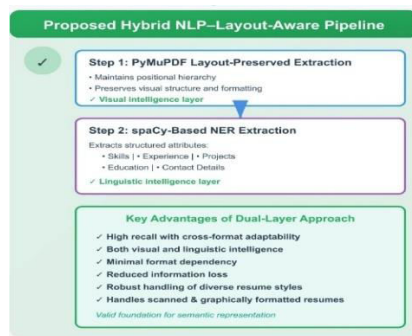 Proposed Hybrid NLP–Layout-Aware Pipeline
✓
Step 1: PyMuPDF Layout-Preserved Extraction
• Maintains positional hierarchy
• Preserves visual structure and formatting
✓ Visual intelligence layer
Step 2: spaCy-Based NER Extraction
Extracts structured attributes:
• Skills | • Experience | • Projects
• Education | • Contact Details
✓ Linguistic intelligence layer
Key Advantages of Dual-Layer Approach
✓ High recall with cross-format adaptability
✓ Both visual and linguistic intelligence
✓ Minimal format dependency
✓ Reduced information loss
✓ Robust handling of diverse resume styles
✓ Handles scanned & graphically formatted resumes
Valid foundation for semantic representation